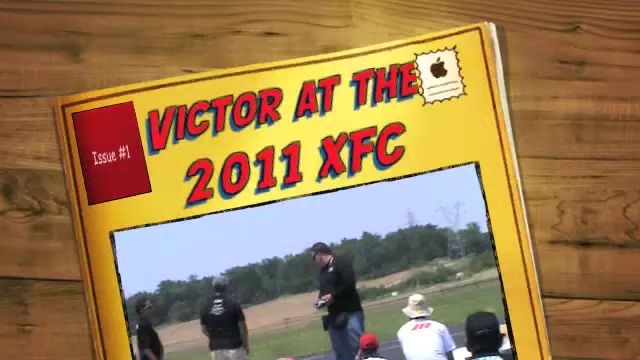 Issue #1
VICTOR AT THE
2011 XFC